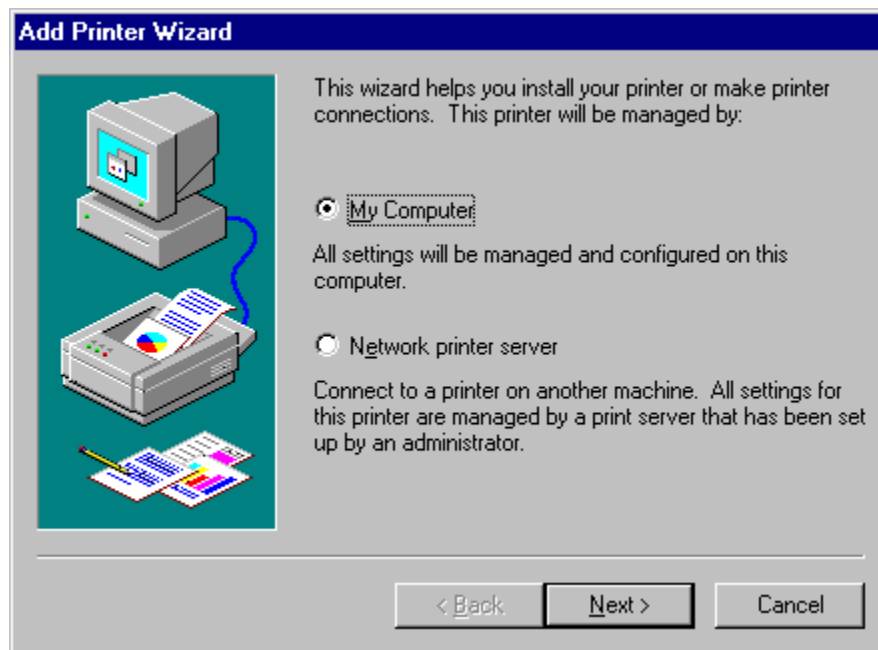 Add Printer Wizard
This wizard helps you install your printer or make printer
connections.  This printer will be managed by:
My Computer
All settings will be managed and configured on this
computer.
Network printer server
Connect to a printer on another machine.  All settings for
this printer are managed by a print server that has been set
up by an administrator.
< Back
Next >
Cancel